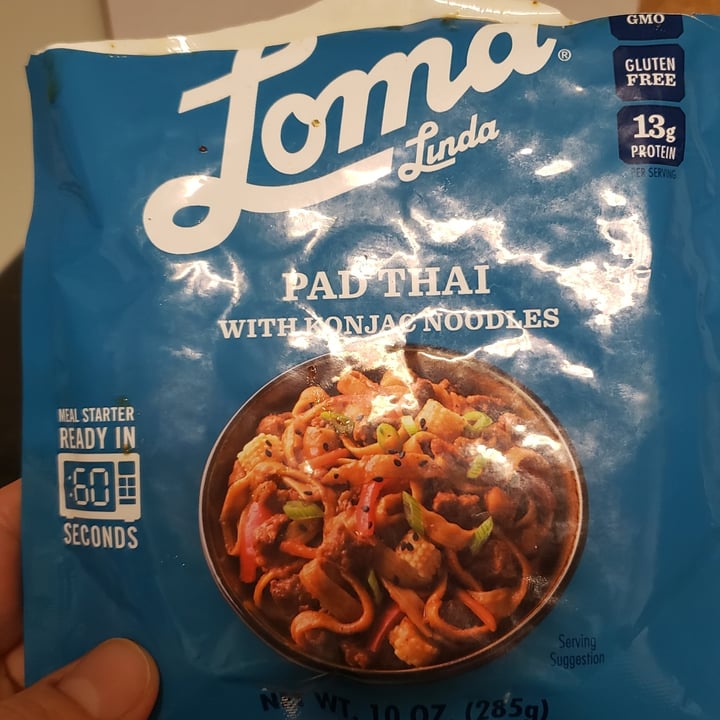 Loma®
Linda
GMO
GLUTEN
FREE
13g
PROTEIN
PER SERVING
PAD THAI
WITH KONJAC NOODLES
MEAL STARTER
READY IN
:60
SECONDS
Serving
Suggestion
NET WT. 10 OZ. (285g)